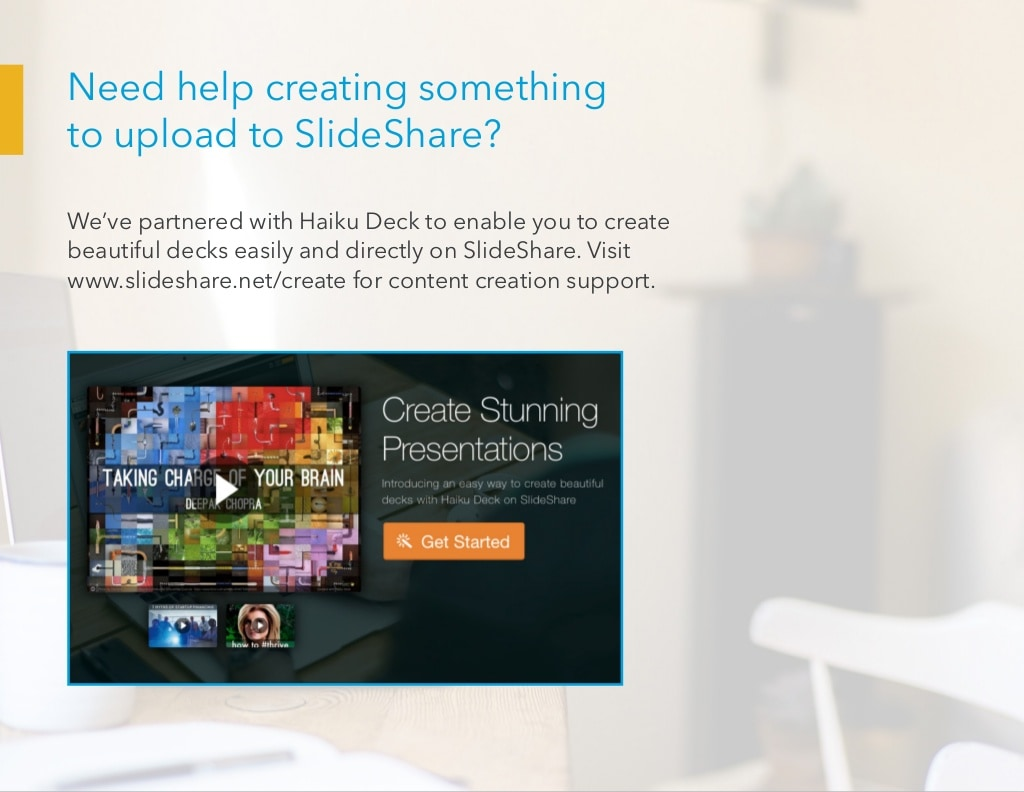 Need help creating something
to upload to SlideShare?
We’ve partnered with Haiku Deck to enable you to create
beautiful decks easily and directly on SlideShare. Visit
www.slideshare.net/create for content creation support.
TAKING CHARGE OF YOUR BRAIN
DEEPAK CHOPRA
how to #thrive
Create Stunning
Presentations
Introducing an easy way to create beautiful
decks with Haiku Deck on SlideShare
Get Started